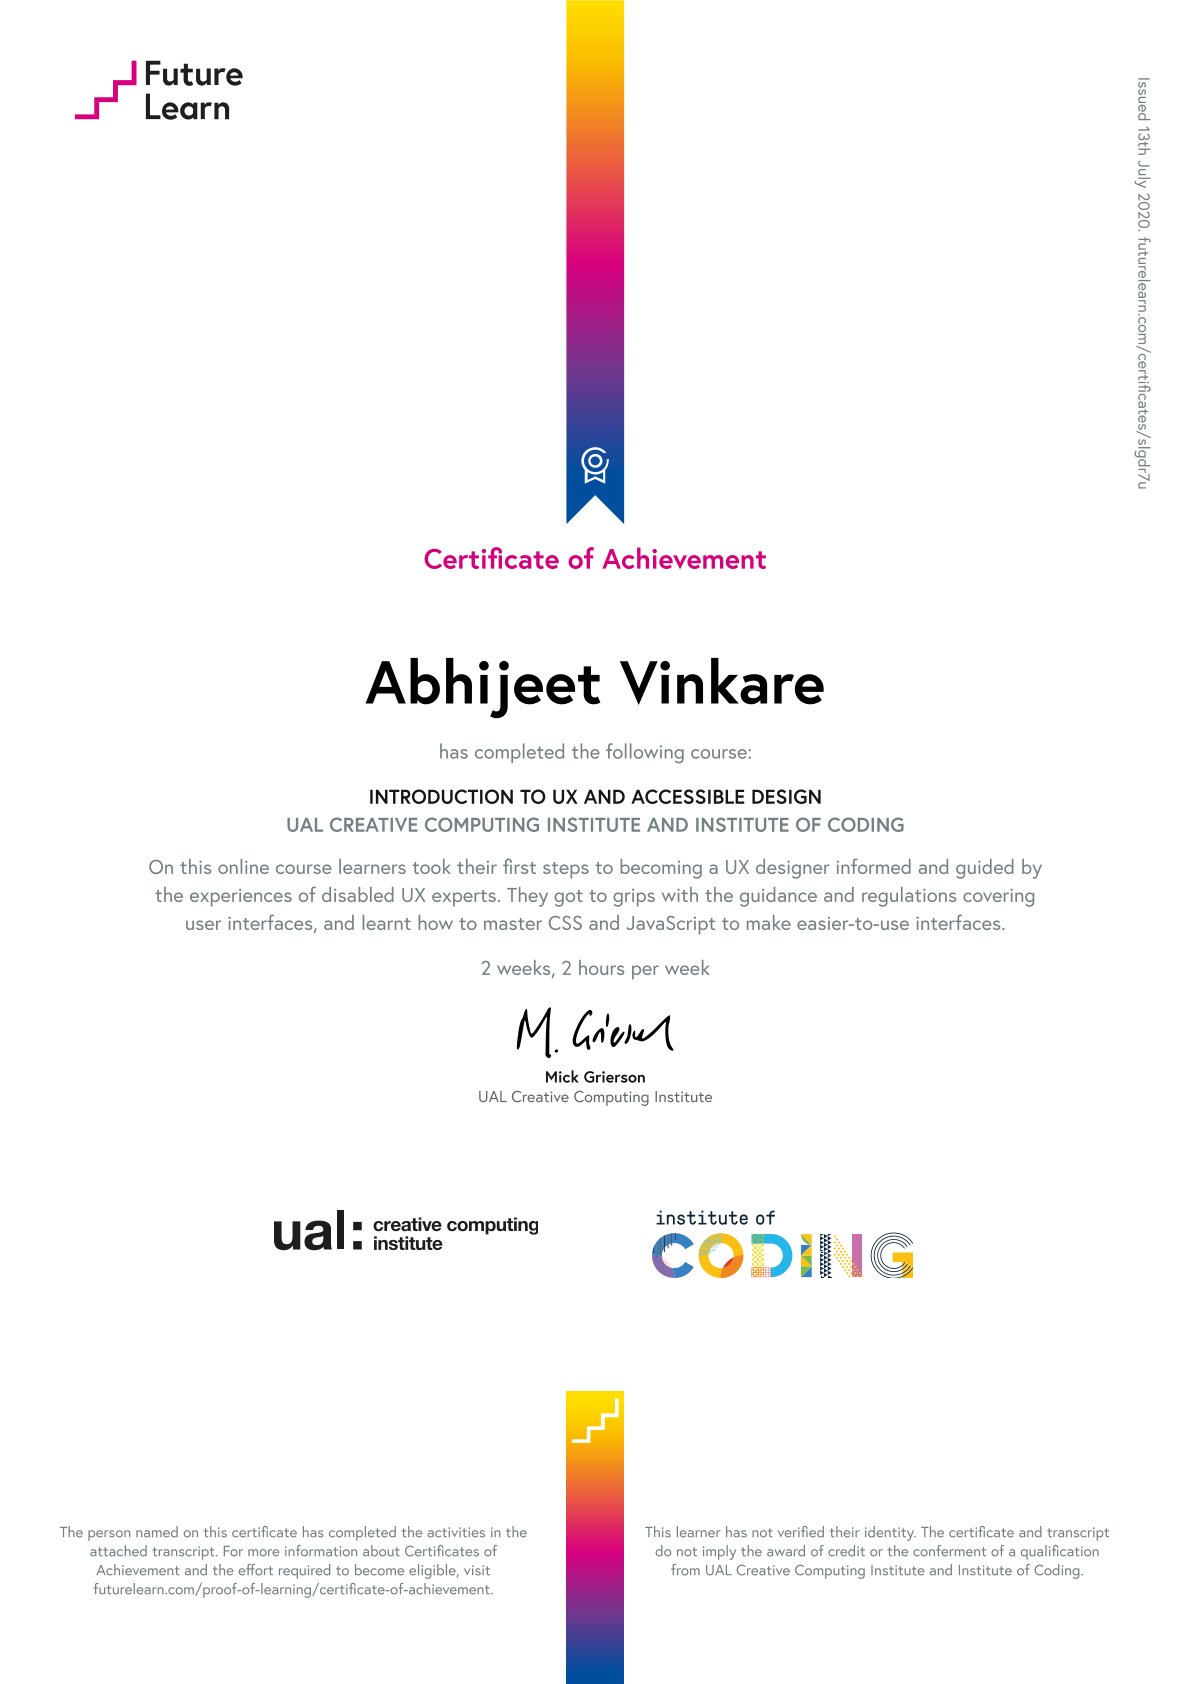 Future
Learn
Issued 13th July 2020. futurelearn.com/certificates/slgdr7u
Certificate of Achievement
Abhijeet Vinkare
has completed the following course:
INTRODUCTION TO UX AND ACCESSIBLE DESIGN
UAL CREATIVE COMPUTING INSTITUTE AND INSTITUTE OF CODING
On this online course learners took their first steps to becoming a UX designer informed and guided by
the experiences of disabled UX experts. They got to grips with the guidance and regulations covering
user interfaces, and learnt how to master CSS and JavaScript to make easier-to-use interfaces.
2 weeks, 2 hours per week
M. Grierson
Mick Grierson
UAL Creative Computing Institute
ual: creative computing
institute
institute of
CODING
The person named on this certificate has completed the activities in the
attached transcript. For more information about Certificates of
Achievement and the effort required to become eligible, visit
futurelearn.com/proof-of-learning/certificate-of-achievement.
This learner has not verified their identity. The certificate and transcript
do not imply the award of credit or the conferment of a qualification
from UAL Creative Computing Institute and Institute of Coding.